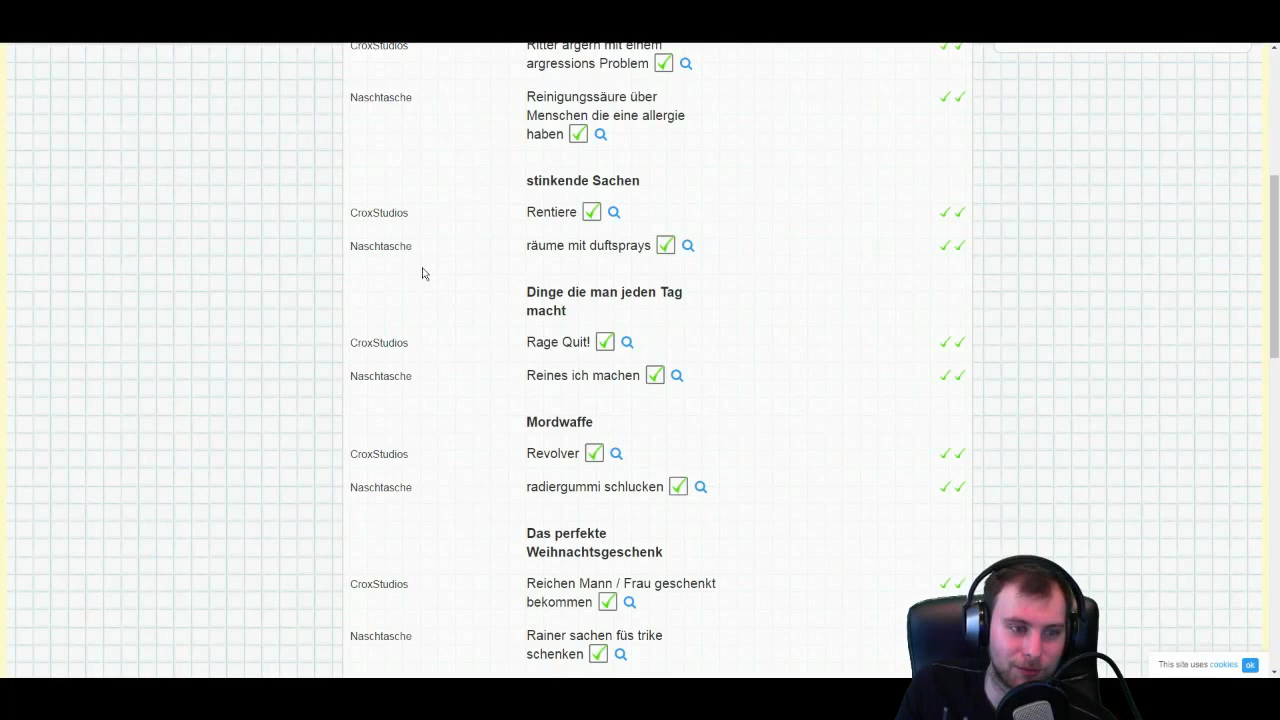 CroxStudios
Ritter ärgern mit einem
argressions Problem
Naschtasche
Reinigungssäure über
Menschen die eine allergie
haben
stinkende Sachen
CroxStudios
Rentiere
Naschtasche
räume mit duftsprays
Dinge die man jeden Tag
macht
CroxStudios
Rage Quit!
Naschtasche
Reines ich machen
Mordwaffe
CroxStudios
Revolver
Naschtasche
radiergummi schlucken
Das perfekte
Weihnachtsgeschenk
CroxStudios
Reichen Mann / Frau geschenkt
bekommen
Naschtasche
Rainer sachen füs trike
schenken
This site uses cookies ok